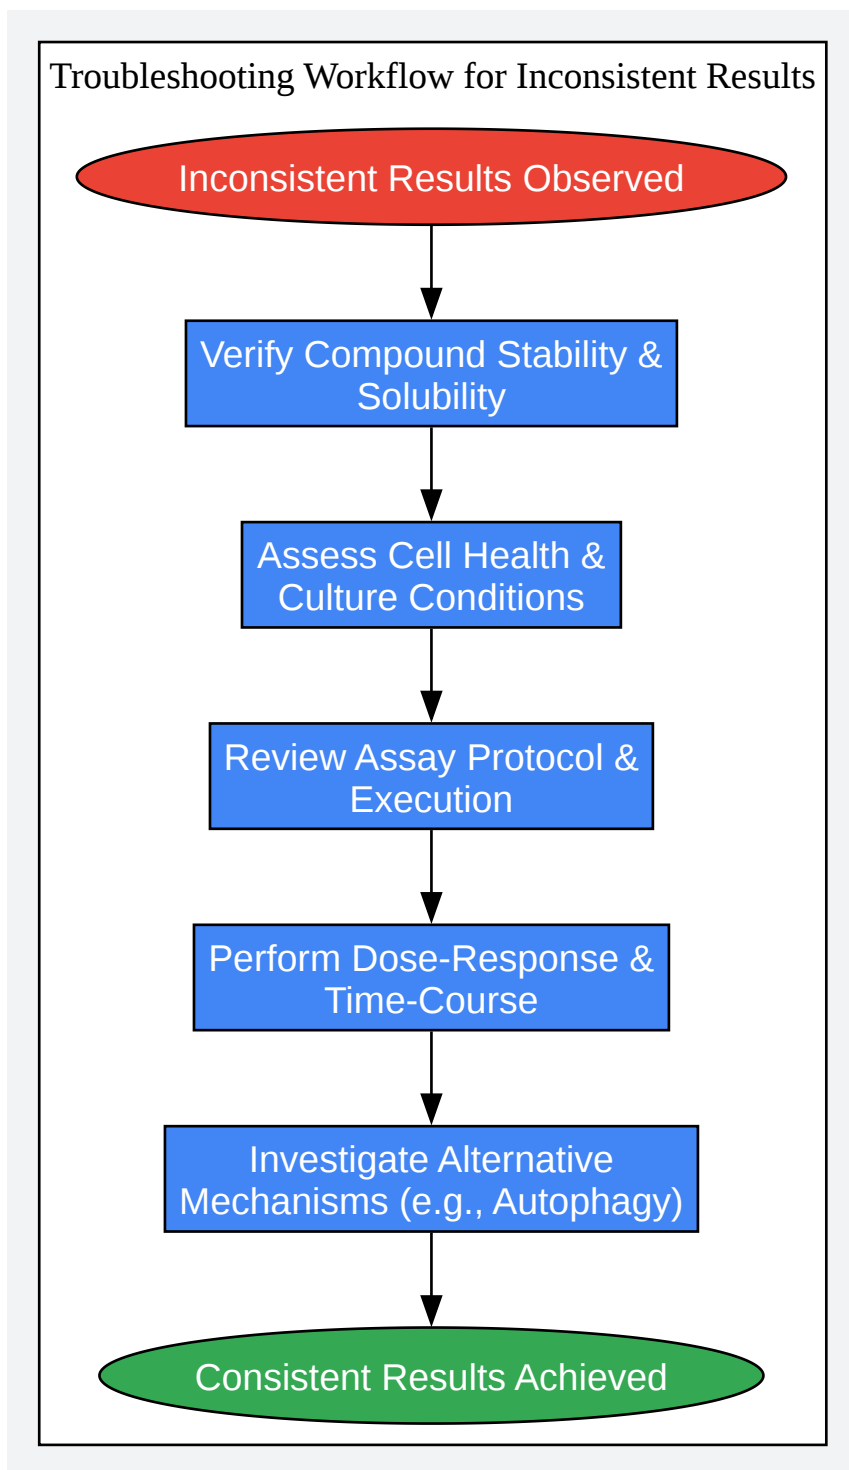 Troubleshooting Workflow for Inconsistent Results
Inconsistent Results Observed
Verify Compound Stability &
Solubility
Assess Cell Health &
Culture Conditions
Review Assay Protocol &
Execution
Perform Dose-Response &
Time-Course
Investigate Alternative
Mechanisms (e.g., Autophagy)
Consistent Results Achieved